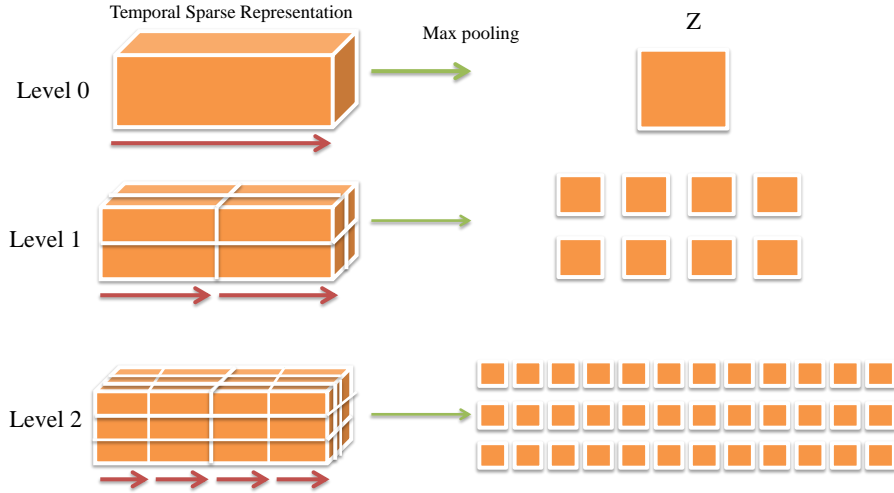 Temporal Sparse Representation
Max pooling
Z
Level 0
Level 1
Level 2